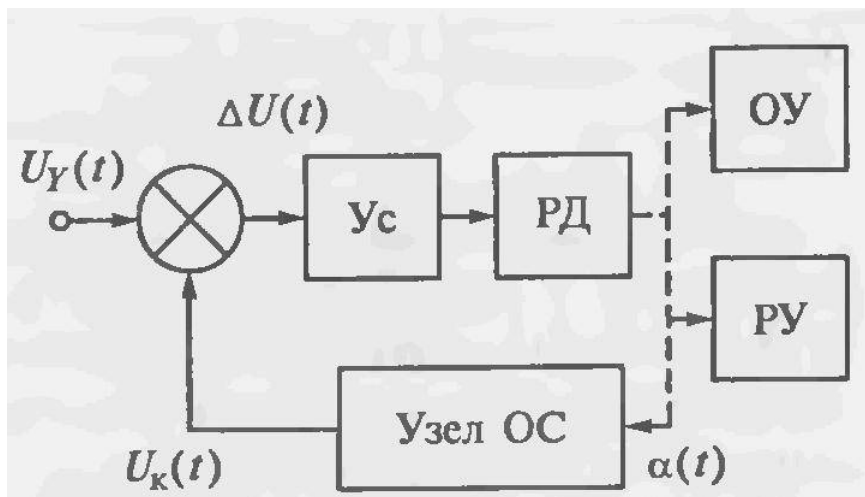 ОУ
ΔU(t)
U_Y(t)
Ус
РД
РУ
Узел ОС
U_к(t)
α(t)